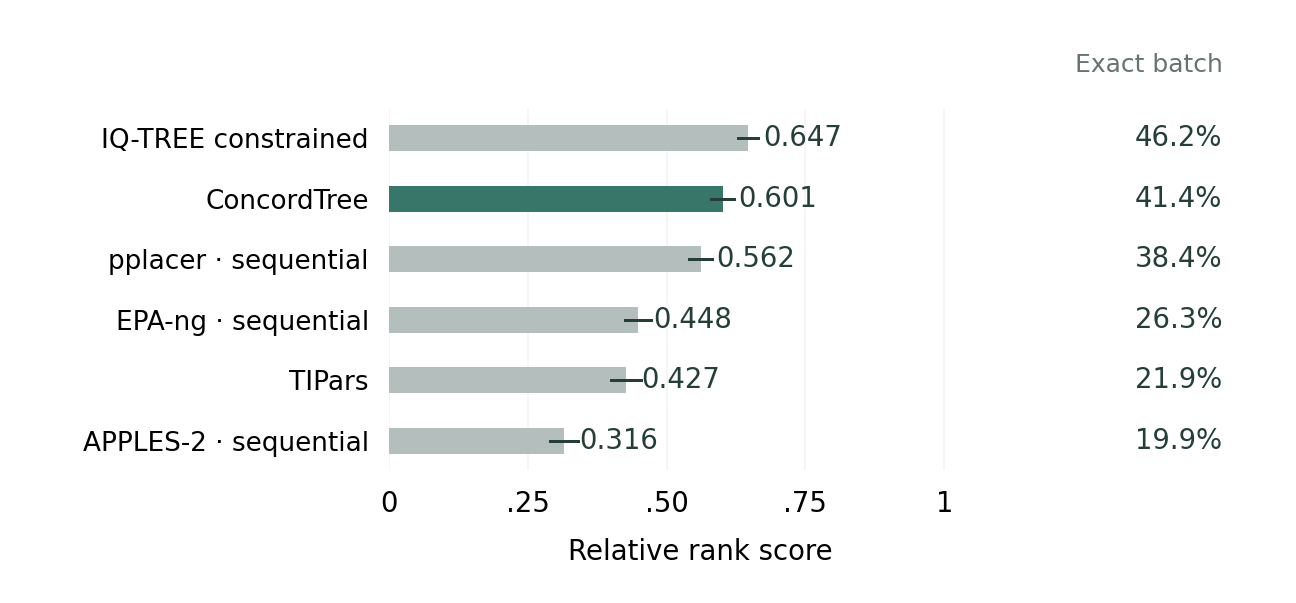 Exact batch
IQ-TREE constrained 0.647 46.2%
ConcordTree 0.601 41.4%
pplacer · sequential 0.562 38.4%
EPA-ng · sequential 0.448 26.3%
TIPars 0.427 21.9%
APPLES-2 · sequential 0.316 19.9%
0 .25 .50 .75 1
Relative rank score